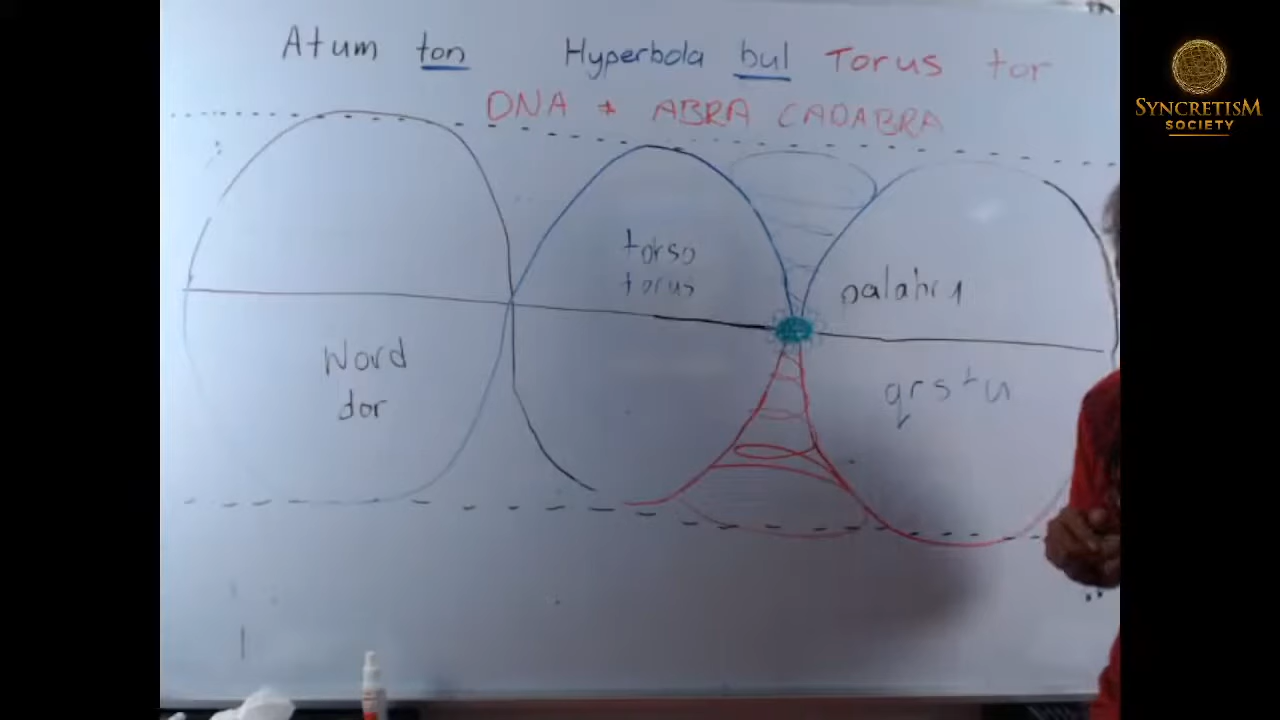 Atum ton Hyperbola bul Torus tor
DNA + ABRA CADABRA
SYNCRETISM
SOCIETY
torso
torus
palabra
Word
dor
qrstu